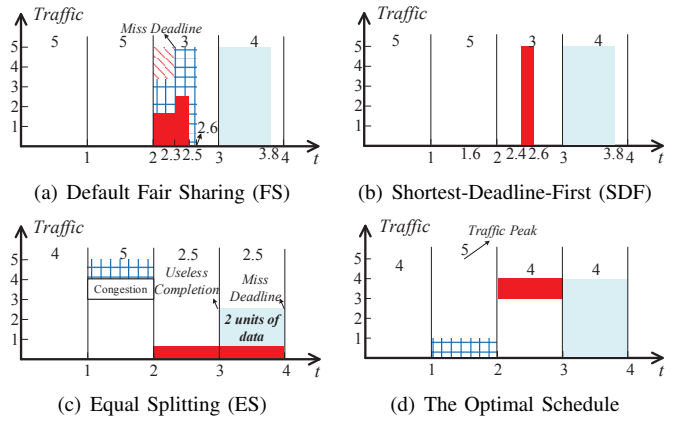 Traffic
Miss Deadline
5 5 3 4
5
4
3
2
1
2.6
1 2 2.3 2.5 3 3.8 4 t
(a) Default Fair Sharing (FS)
Traffic
5 5 3 4
5
4
3
2
1
1 1.6 2 2.4 2.6 3 3.8 4 t
(b) Shortest-Deadline-First (SDF)
Traffic
4 5 2.5 2.5
5
4
3
2
1
Congestion
Useless
Completion
Miss
Deadline
2 units of
data
1 2 3 4 t
(c) Equal Splitting (ES)
Traffic
Traffic Peak
4 5 4 4
5
4
3
2
1
1 2 3 4 t
(d) The Optimal Schedule